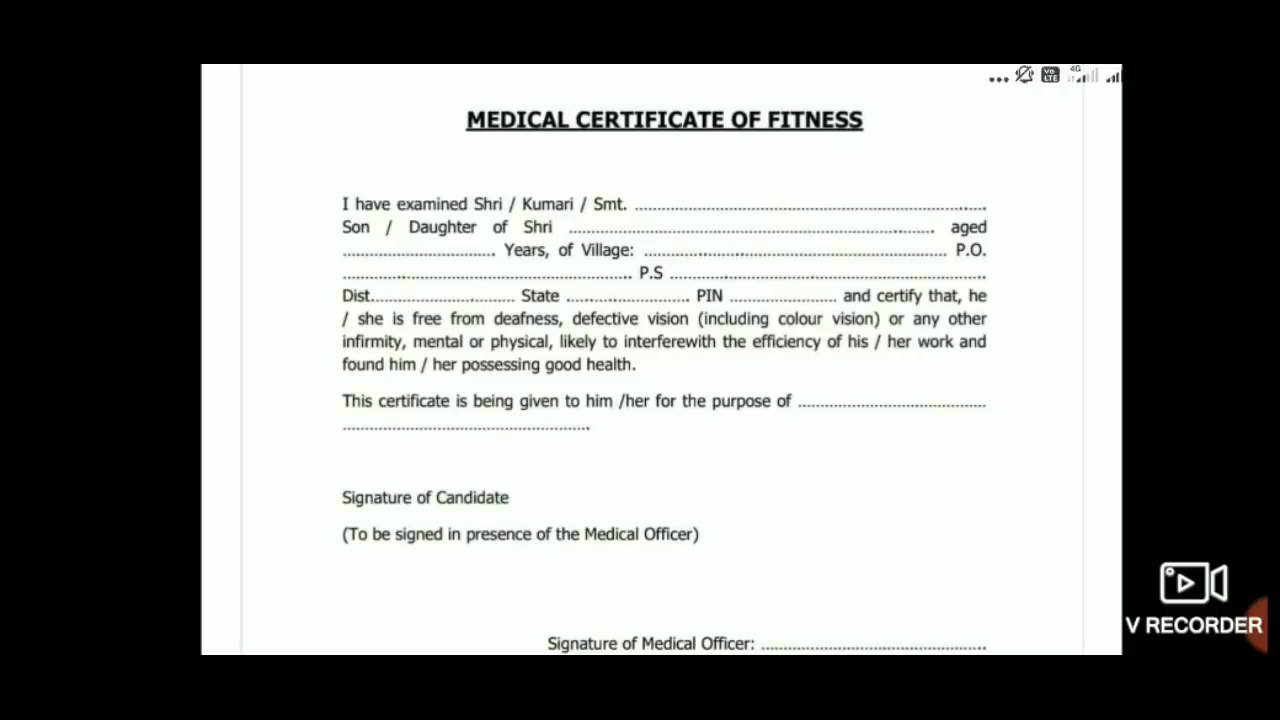 4G
Vo
LTE
MEDICAL CERTIFICATE OF FITNESS
I have examined Shri / Kumari / Smt. ................................................................................
Son / Daughter of Shri .................................................................................... aged
................................... Years, of Village: ..................................................................... P.O.
.................................................................. P.S .......................................................................
Dist................................. State ............................ PIN ........................ and certify that, he
/ she is free from deafness, defective vision (including colour vision) or any other
infirmity, mental or physical, likely to interferewith the efficiency of his / her work and
found him / her possessing good health.
This certificate is being given to him /her for the purpose of ...........................................
........................................................
Signature of Candidate
(To be signed in presence of the Medical Officer)
Signature of Medical Officer: ...................................................
V RECORDER